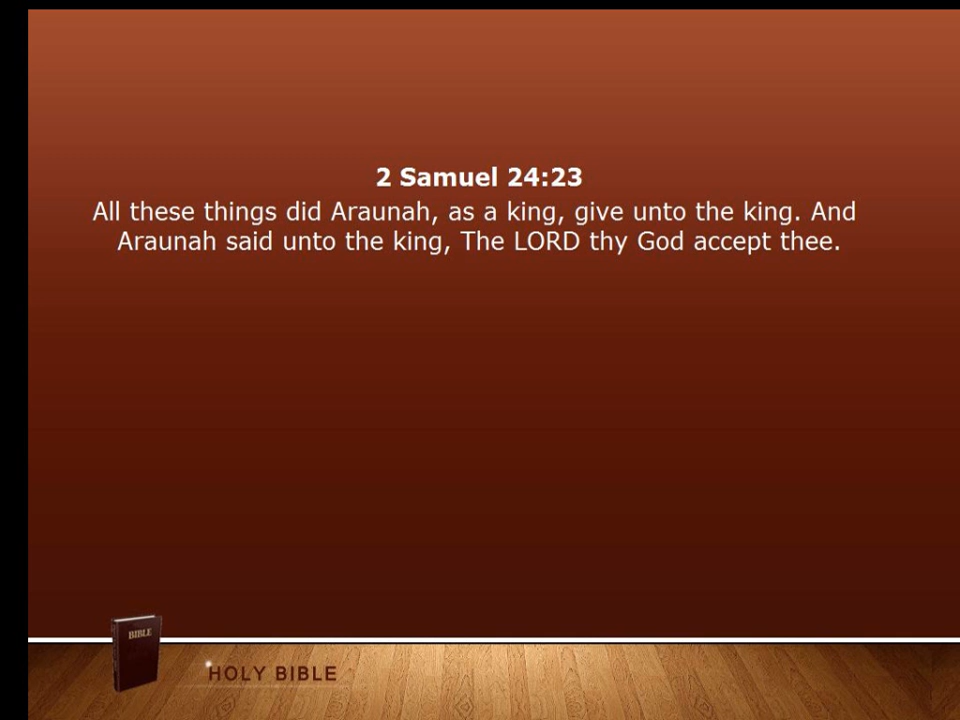 2 Samuel 24:23
All these things did Araunah, as a king, give unto the king. And
Araunah said unto the king, The LORD thy God accept thee.
BIBLE
HOLY BIBLE